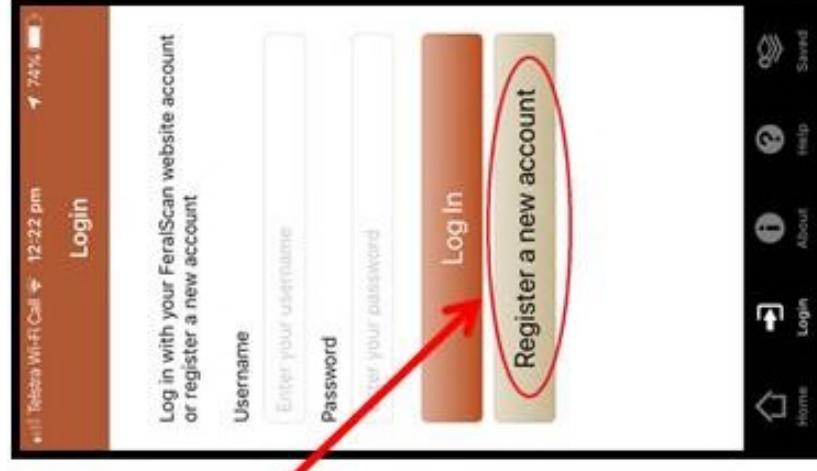 Telstra Wi-Fi Call 12:22 pm 74%
Login
Log in with your FeralScan website account
or register a new account
Username
Enter your username
Password
Enter your password
Log In
Register a new account
Home Login About Help Saved